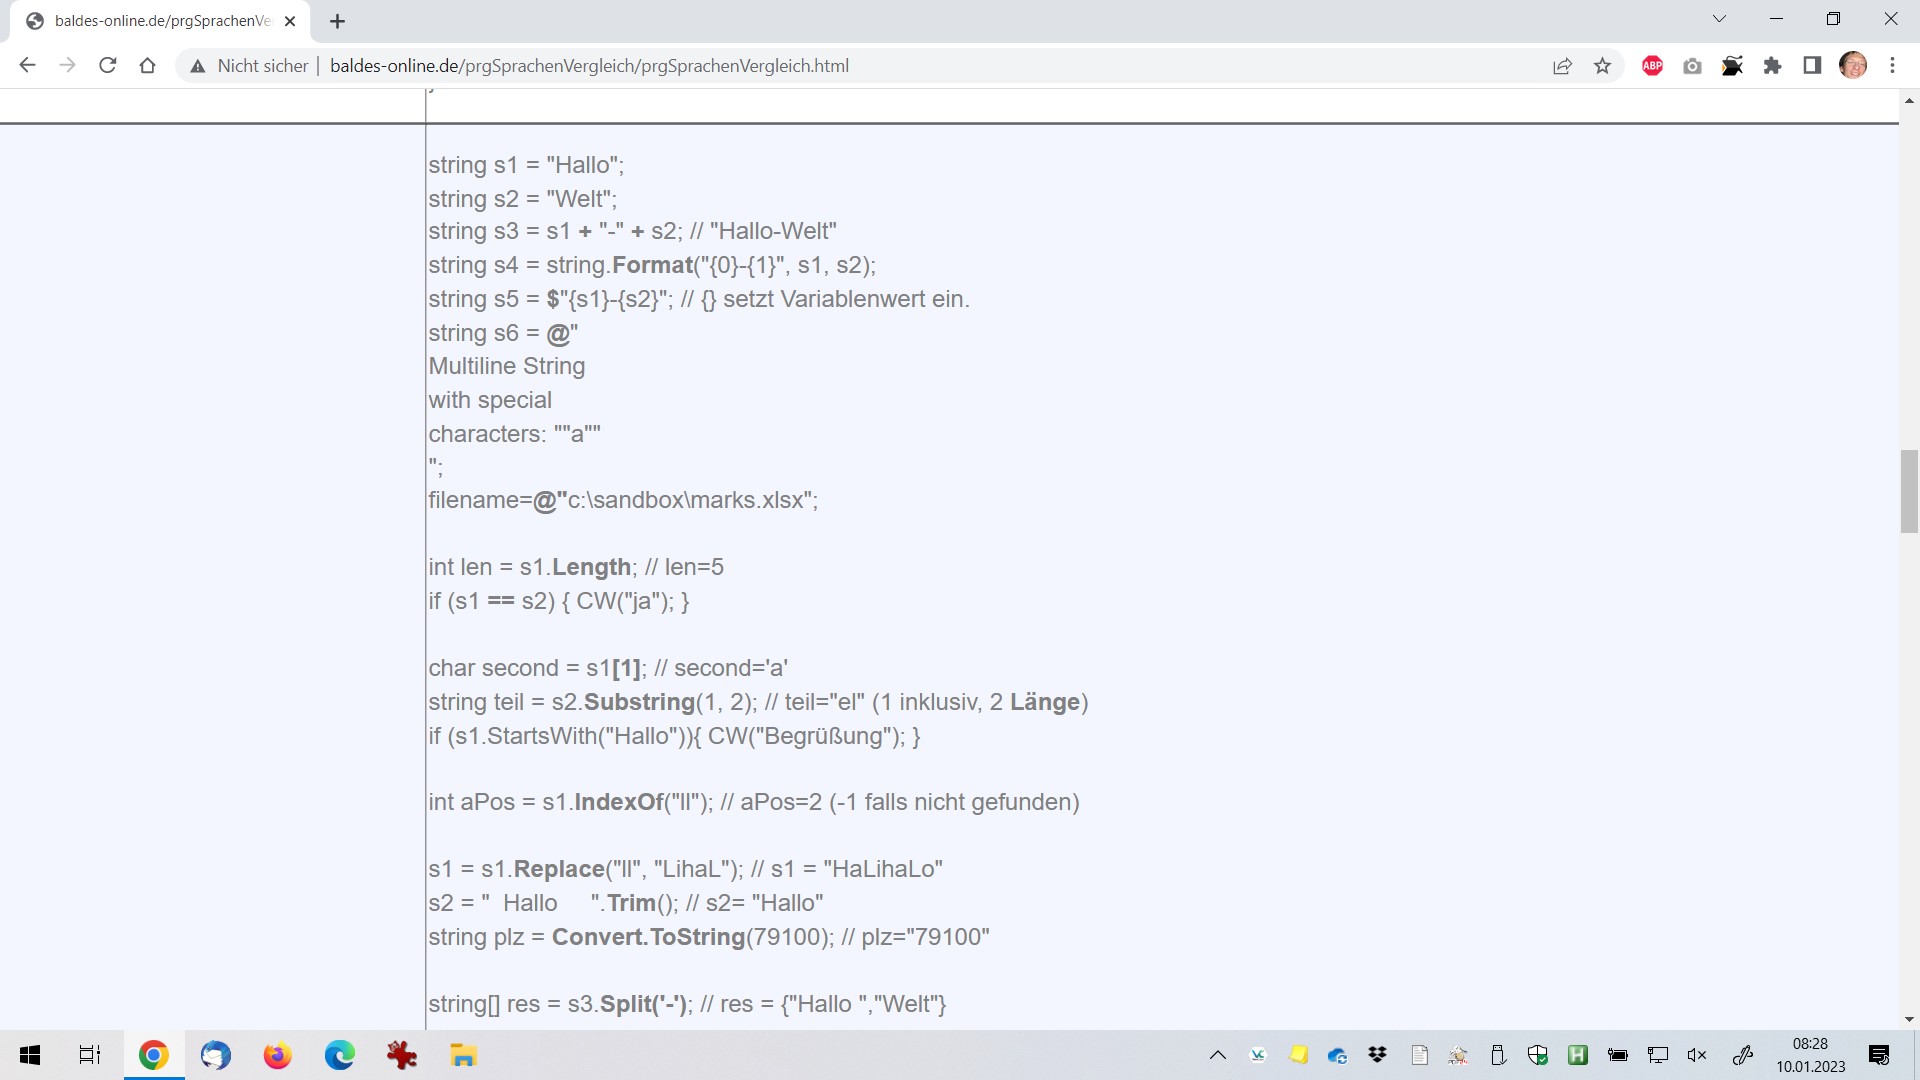 baldes-online.de/prgSprachenVe
Nicht sicher | baldes-online.de/prgSprachenVergleich/prgSprachenVergleich.html
ABP
string s1 = "Hallo";
string s2 = "Welt";
string s3 = s1 + "-" + s2; // "Hallo-Welt"
string s4 = string.Format("{0}-{1}", s1, s2);
string s5 = $"{s1}-{s2}"; // {} setzt Variablenwert ein.
string s6 = @"
Multiline String
with special
characters: ""a""
";
filename=@"c:\sandbox\marks.xlsx";
int len = s1.Length; // len=5
if (s1 == s2) { CW("ja"); }
char second = s1[1]; // second='a'
string teil = s2.Substring(1, 2); // teil="el" (1 inklusiv, 2 Länge)
if (s1.StartsWith("Hallo")){ CW("Begrüßung"); }
int aPos = s1.IndexOf("ll"); // aPos=2 (-1 falls nicht gefunden)
s1 = s1.Replace("ll", "LihaL"); // s1 = "HaLihaLo"
s2 = "  Hallo     ".Trim(); // s2= "Hallo"
string plz = Convert.ToString(79100); // plz="79100"
string[] res = s3.Split('-'); // res = {"Hallo ","Welt"}
08:28
10.01.2023